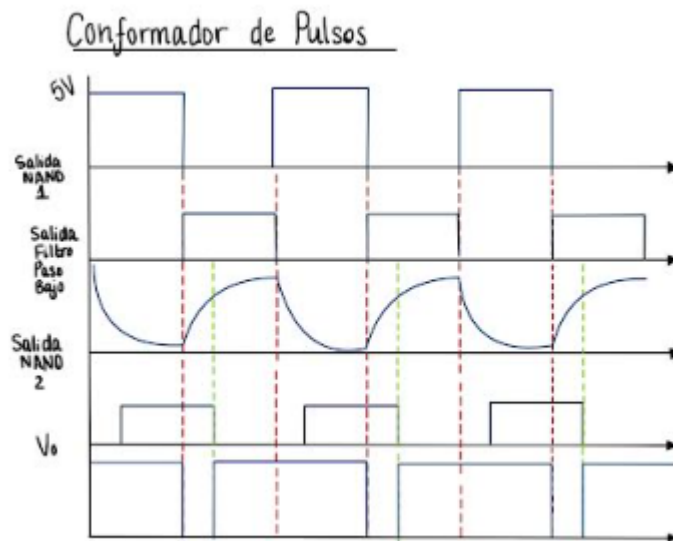 Conformador de Pulsos
5V
Salida
NAND
1
Salida
Filtro
Paso
Bajo
Salida
NAND
2
Vo